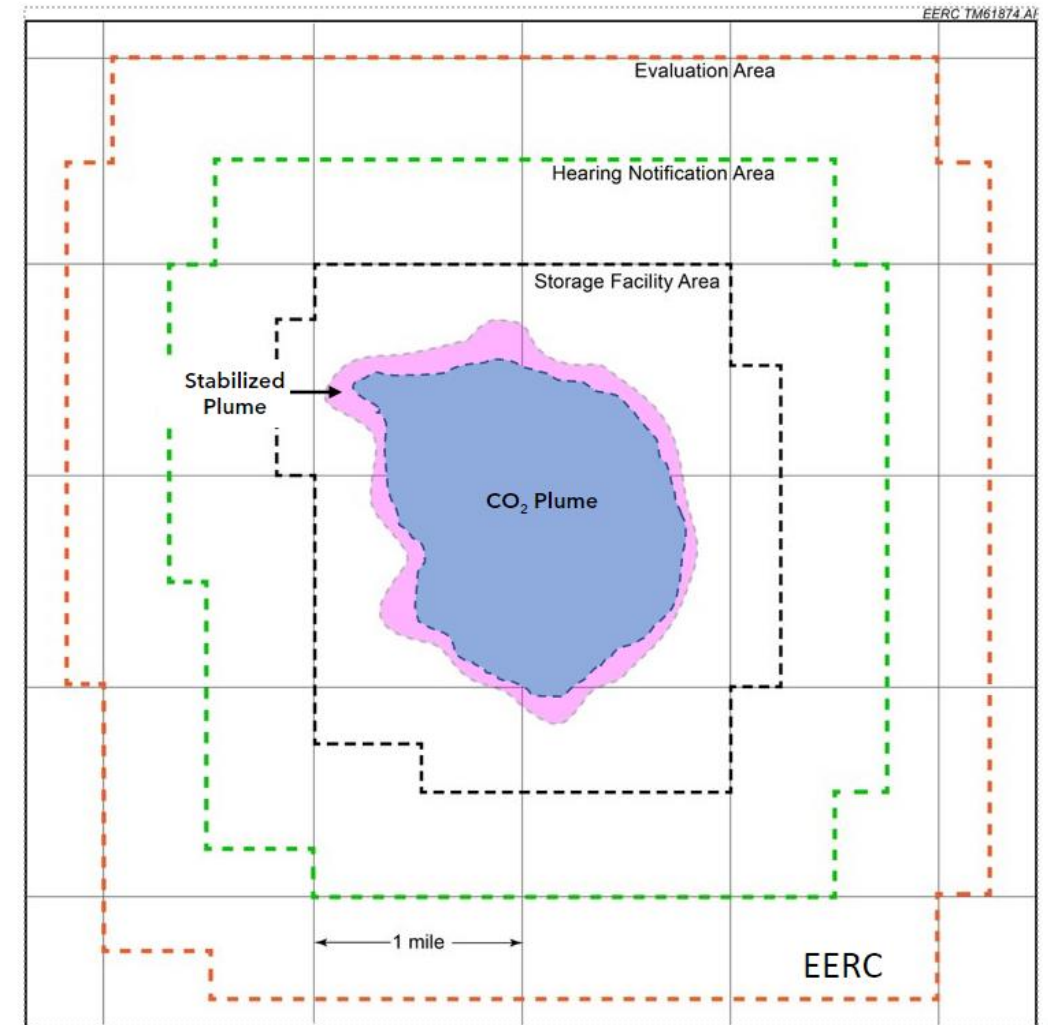 EERC TM61874.AI
Evaluation Area
Hearing Notification Area
Storage Facility Area
Stabilized
Plume
CO₂ Plume
1 mile
EERC